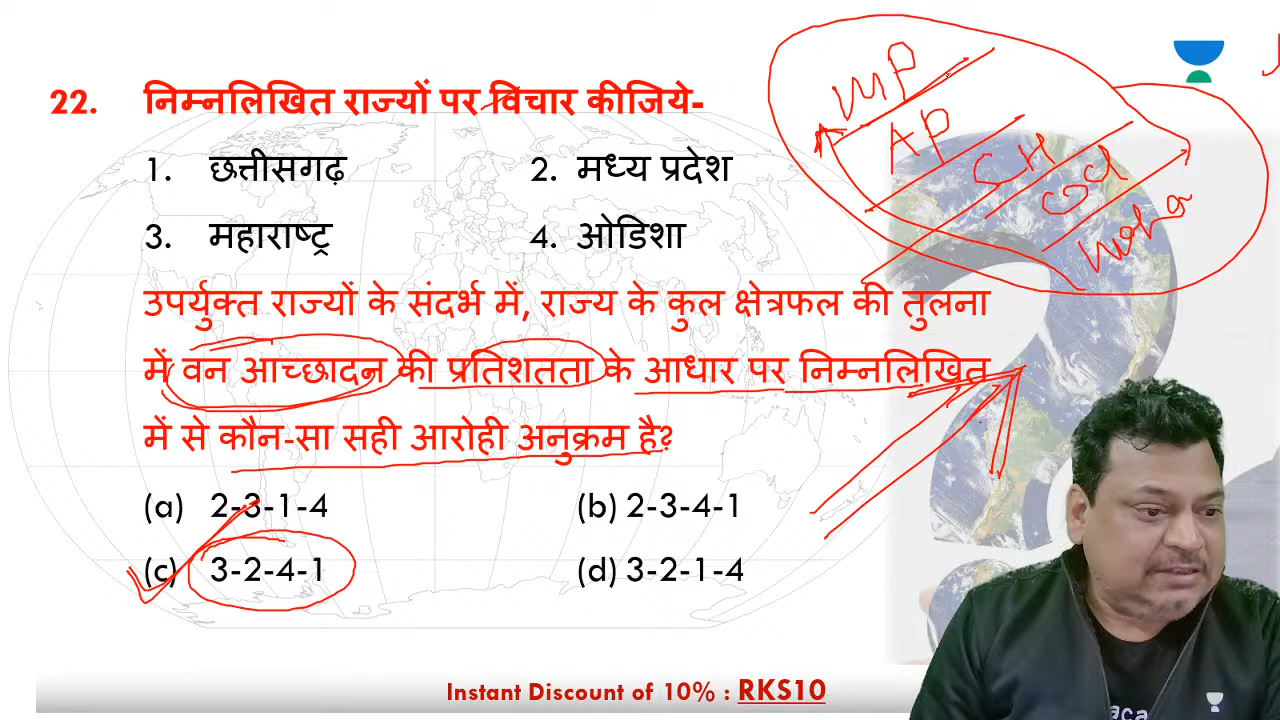 22. निम्नलिखित राज्यों पर विचार कीजिये-
1. छत्तीसगढ़ 2. मध्य प्रदेश
3. महाराष्ट्र 4. ओडिशा
उपर्युक्त राज्यों के संदर्भ में, राज्य के कुल क्षेत्रफल की तुलना
में वन आच्छादन की प्रतिशतता के आधार पर निम्नलिखित
में से कौन-सा सही आरोही अनुक्रम है?
(a) 2-3-1-4 (b) 2-3-4-1
(c) 3-2-4-1 (d) 3-2-1-4
MP
AP
CH
Maha
Instant Discount of 10% : RKS10